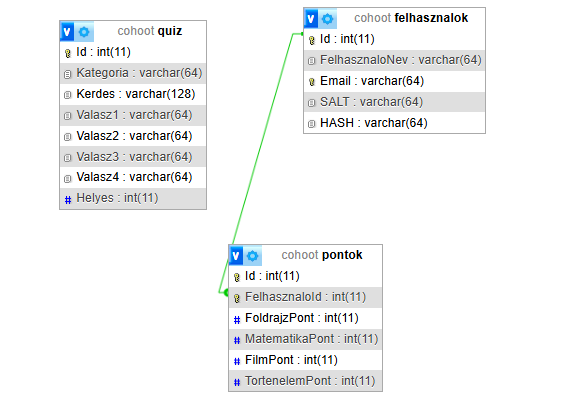 cohoot quiz
Id : int(11)
Kategoria : varchar(64)
Kerdes : varchar(128)
Valasz1 : varchar(64)
Valasz2 : varchar(64)
Valasz3 : varchar(64)
Valasz4 : varchar(64)
# Helyes : int(11)
cohoot felhasznalok
Id : int(11)
FelhasznaloNev : varchar(64)
Email : varchar(64)
SALT : varchar(64)
HASH : varchar(64)
cohoot pontok
Id : int(11)
FelhasznaloId : int(11)
# FoldrajzPont : int(11)
# MatematikaPont : int(11)
# FilmPont : int(11)
# TortenelemPont : int(11)